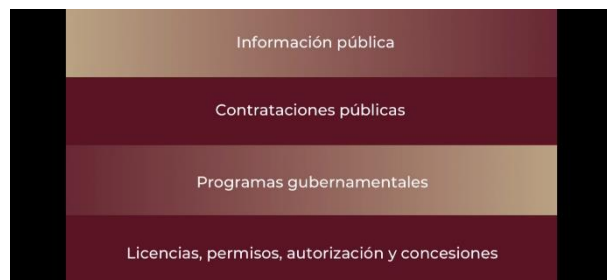 Información pública
Contrataciones públicas
Programas gubernamentales
Licencias, permisos, autorización y concesiones